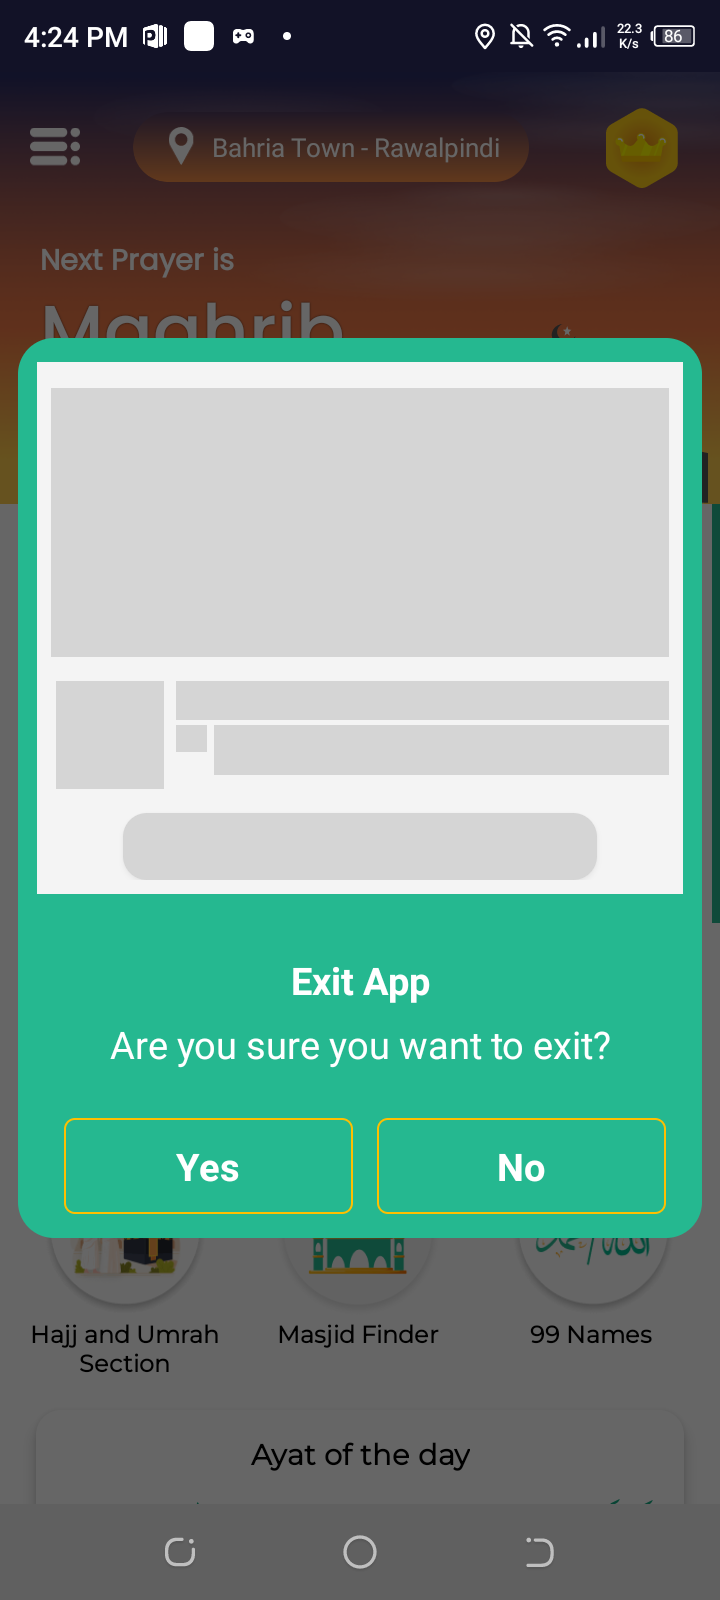 4:24 PM
22.3
K/s
86
Bahria Town - Rawalpindi
Next Prayer is
Maghrib
Exit App
Are you sure you want to exit?
Yes
No
Hajj and Umrah
Section
Masjid Finder
99 Names
Ayat of the day